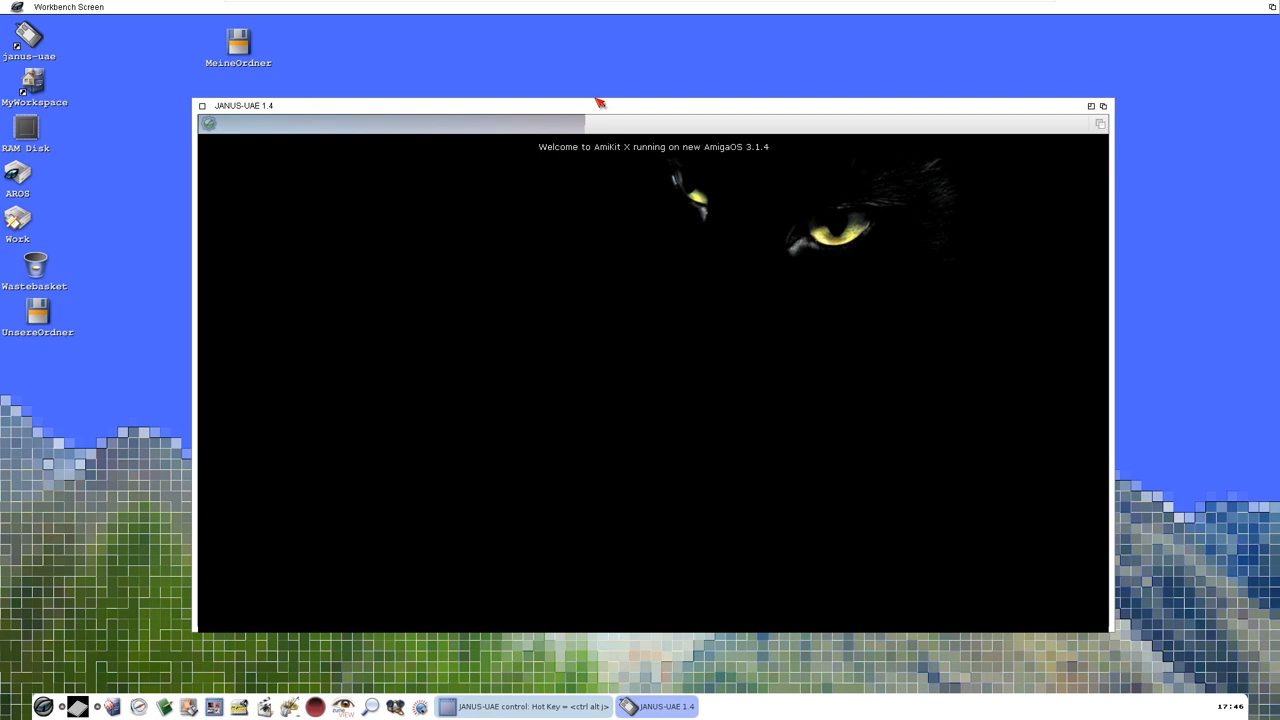 Workbench Screen
janus-uae
MeineOrdner
MyWorkspace
JANUS-UAE 1.4
RAM Disk
Welcome to AmiKit X running on new AmigaOS 3.1.4
AROS
Work
Wastebasket
UnsereOrdner
zune
VIEW
JANUS-UAE control: Hot Key = <ctrl alt j>
JANUS-UAE 1.4
17:46